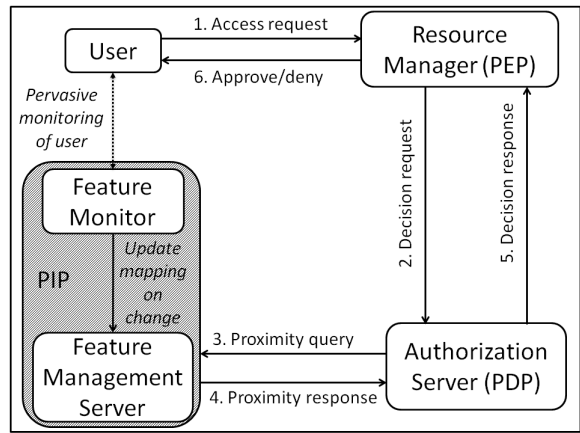 User
1. Access request
6. Approve/deny
Resource
Manager (PEP)
Pervasive
monitoring
of user
Feature
Monitor
PIP
Update
mapping
on
change
Feature
Management
Server
2. Decision request
5. Decision response
3. Proximity query
4. Proximity response
Authorization
Server (PDP)